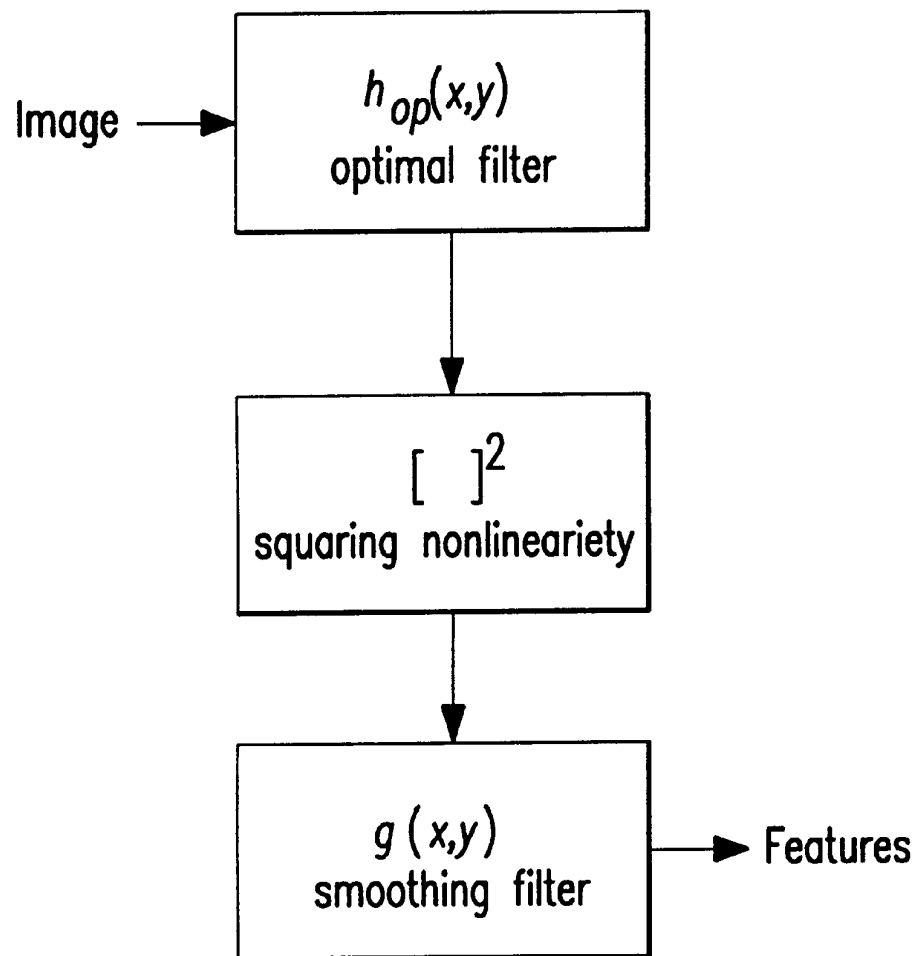 Image
h_op(x,y)
optimal filter
[ ]²
squaring nonlineariety
g(x,y)
smoothing filter
Features